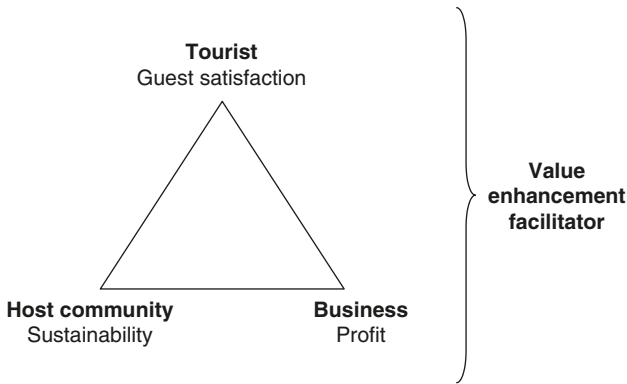 Tourist
Guest satisfaction
Value
enhancement
facilitator
Host community
Sustainability
Business
Profit